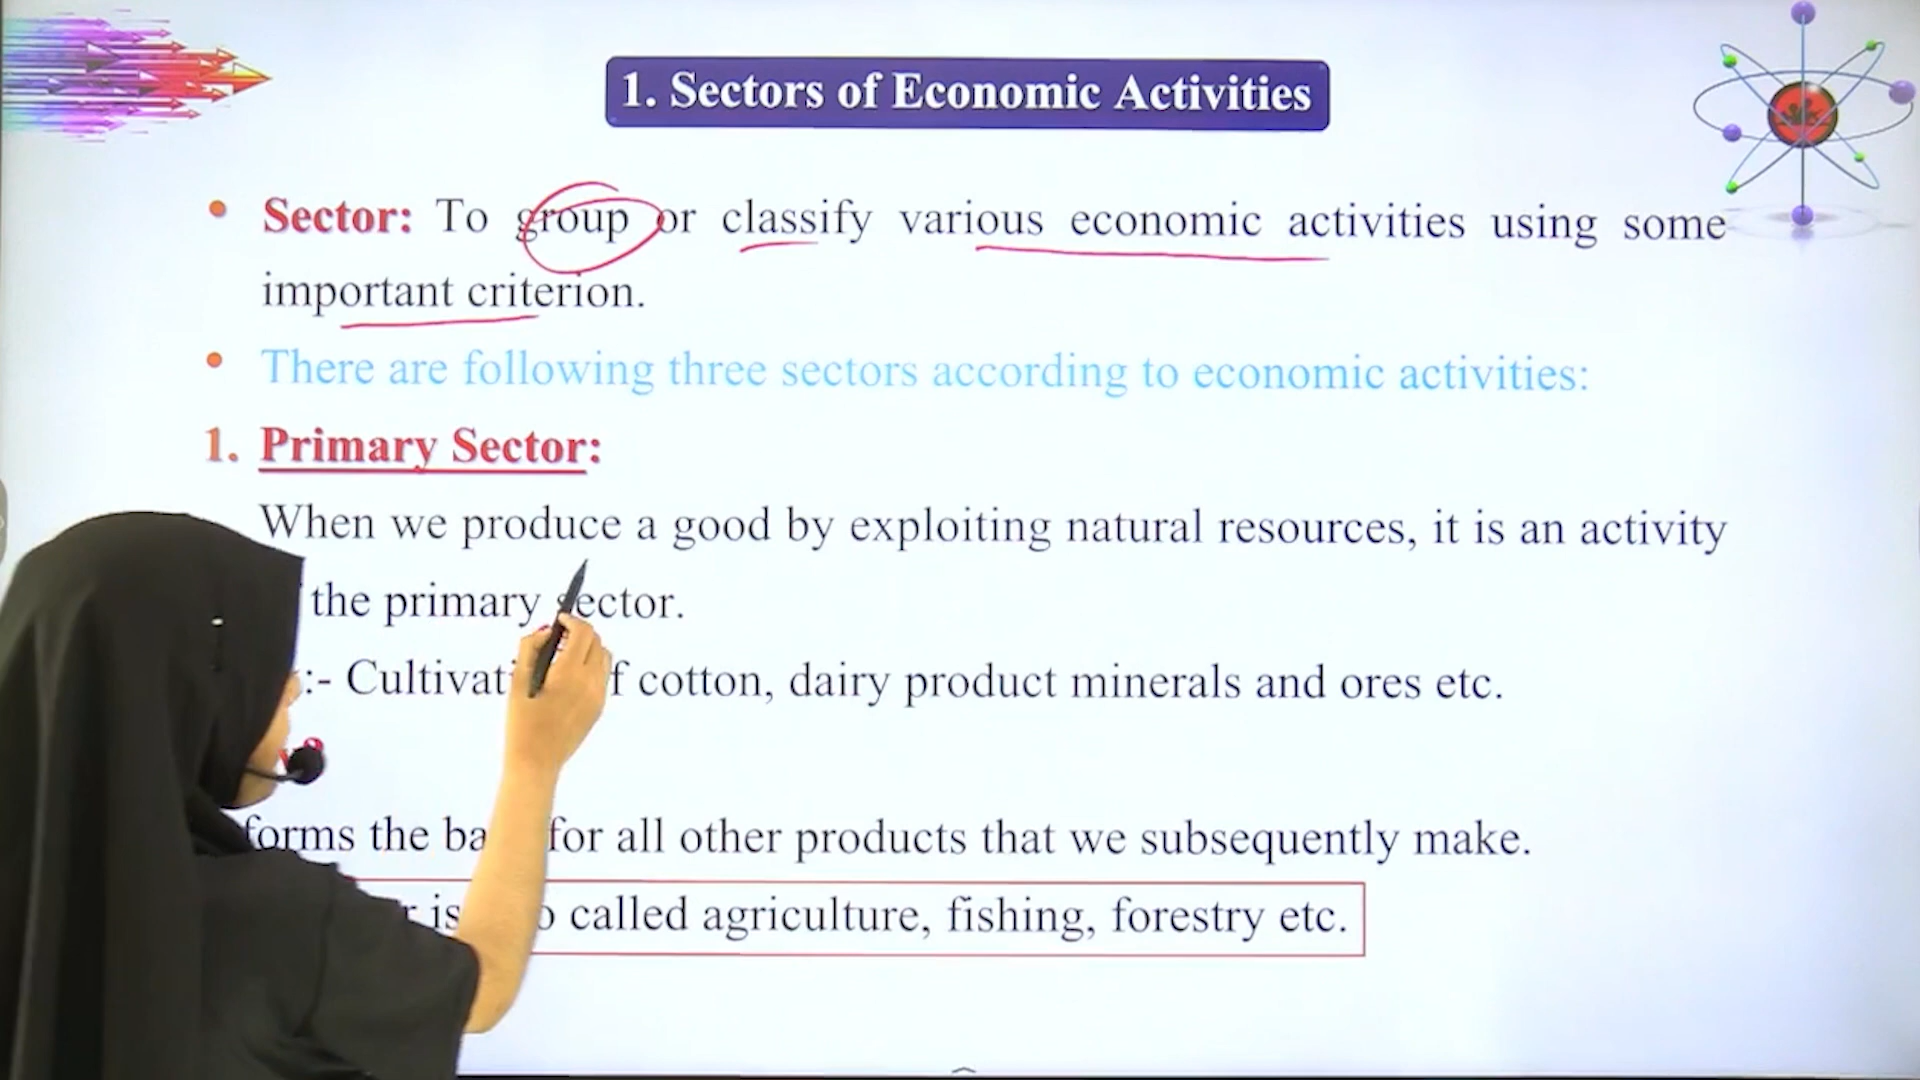 1. Sectors of Economic Activities
• Sector: To group or classify various economic activities using some
important criterion.
• There are following three sectors according to economic activities:
1. Primary Sector:
When we produce a good by exploiting natural resources, it is an activity
the primary sector.
:- Cultivation of cotton, dairy product minerals and ores etc.
forms the for all other products that we subsequently make.
is called agriculture, fishing, forestry etc.